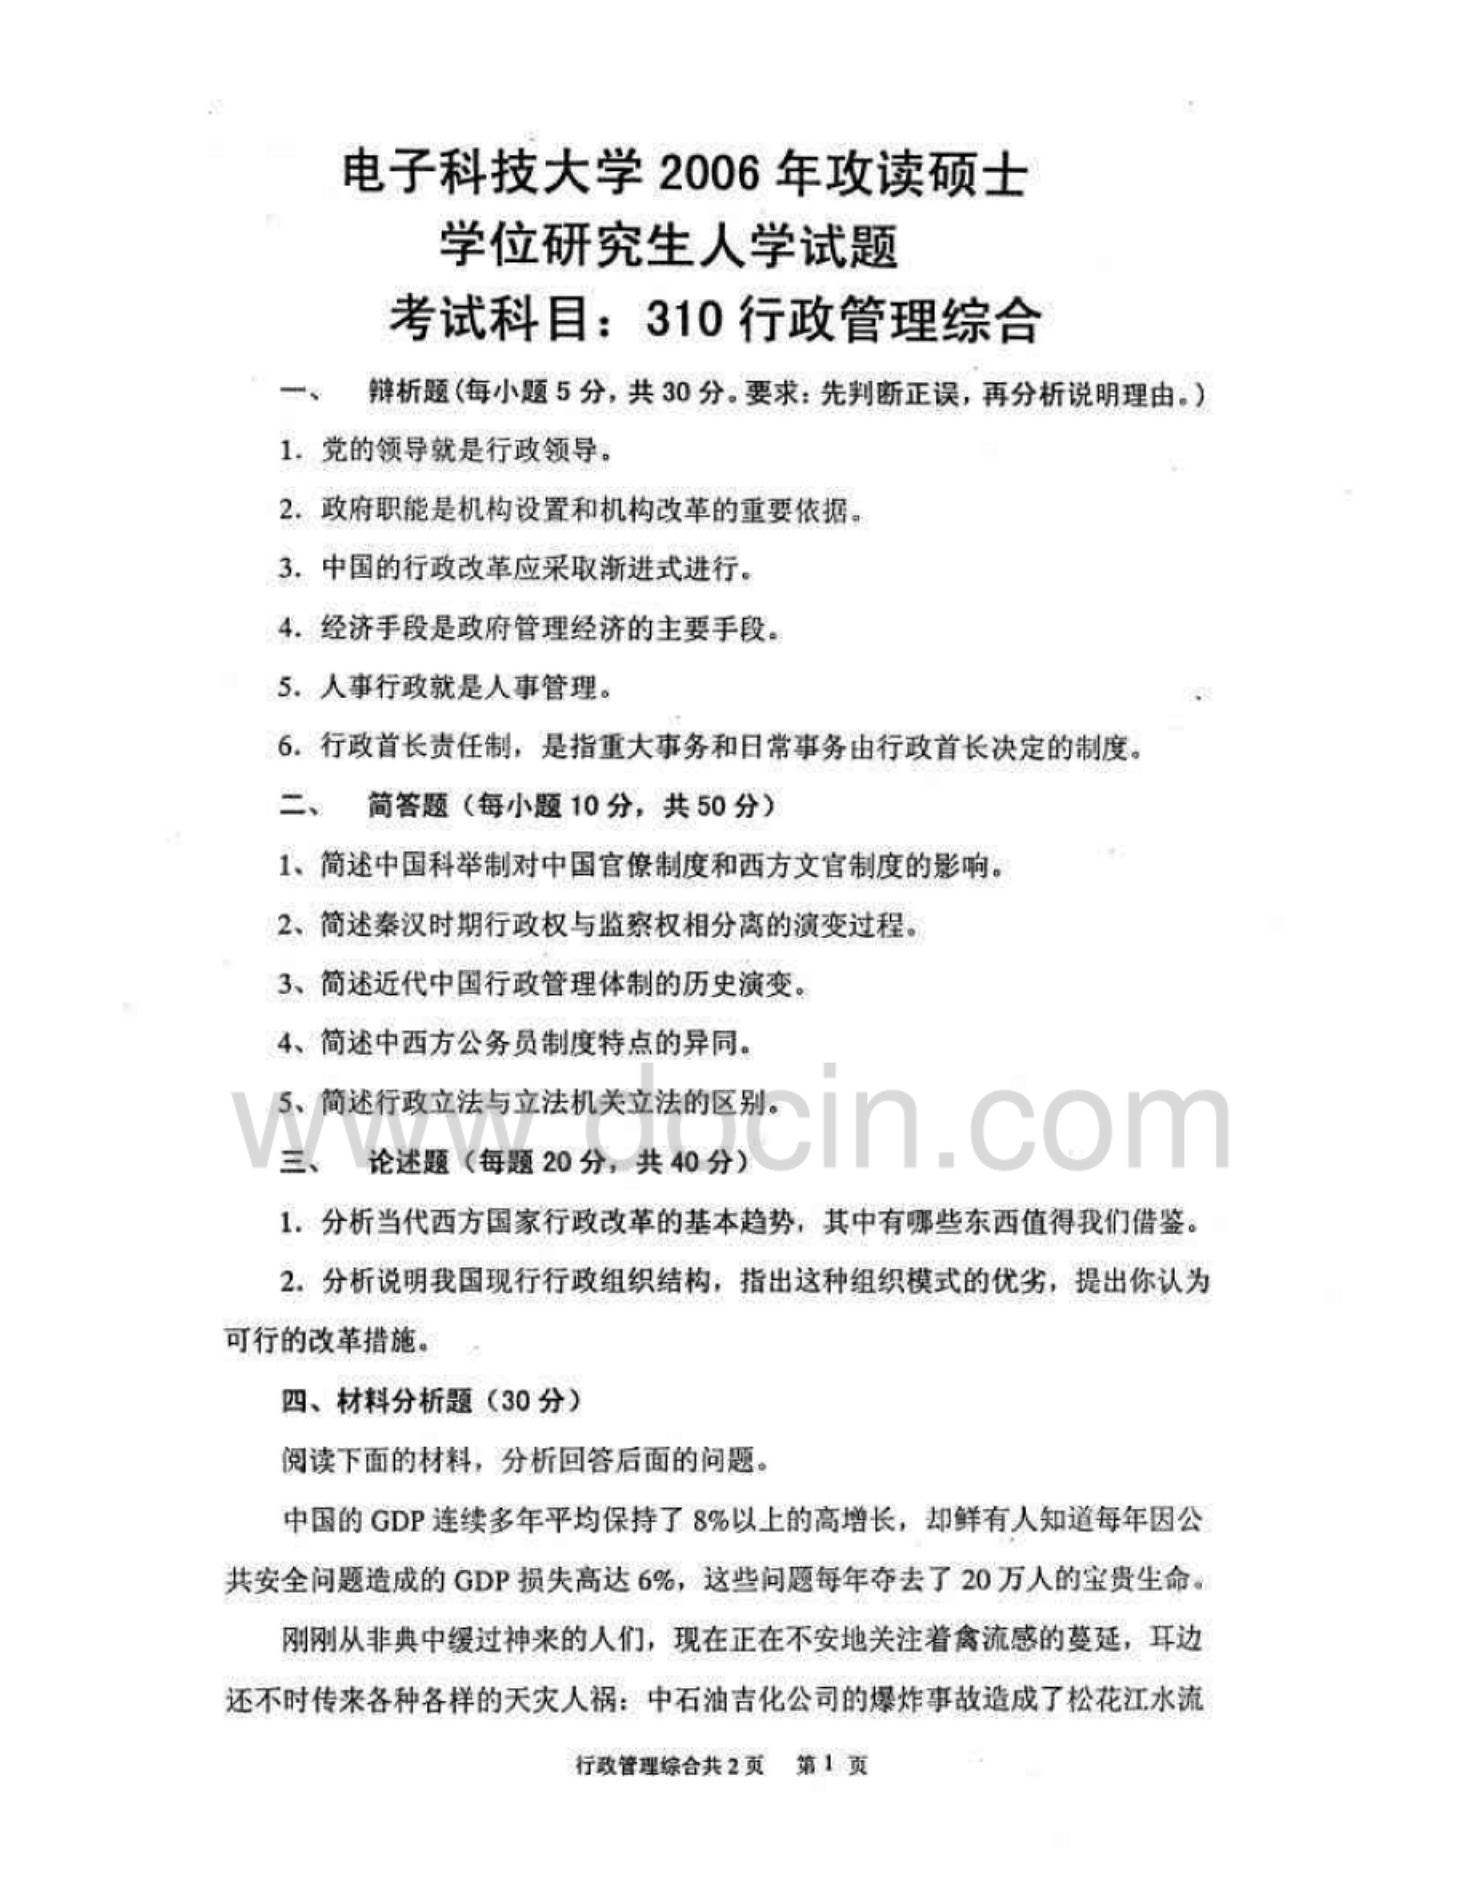 电子科技大学 2006 年攻读硕士
学位研究生人学试题
考试科目：310 行政管理综合
一、 辩析题(每小题 5 分，共 30 分。要求：先判断正误，再分析说明理由。)
1．党的领导就是行政领导。
2．政府职能是机构设置和机构改革的重要依据。
3．中国的行政改革应采取渐进式进行。
4．经济手段是政府管理经济的主要手段。
5．人事行政就是人事管理。
6．行政首长责任制，是指重大事务和日常事务由行政首长决定的制度。
二、 简答题（每小题 10 分，共 50 分）
1、简述中国科举制对中国官僚制度和西方文官制度的影响。
2、简述秦汉时期行政权与监察权相分离的演变过程。
3、简述近代中国行政管理体制的历史演变。
4、简述中西方公务员制度特点的异同。
5、简述行政立法与立法机关立法的区别。
www.docin.com
三、 论述题（每题 20 分，共 40 分）
1．分析当代西方国家行政改革的基本趋势，其中有哪些东西值得我们借鉴。
2．分析说明我国现行行政组织结构，指出这种组织模式的优劣，提出你认为
可行的改革措施。
四、材料分析题（30 分）
阅读下面的材料，分析回答后面的问题。
中国的 GDP 连续多年平均保持了 8%以上的高增长，却鲜有人知道每年因公
共安全问题造成的 GDP 损失高达 6%，这些问题每年夺去了 20 万人的宝贵生命。
刚刚从非典中缓过神来的人们，现在正在不安地关注着禽流感的蔓延，耳边
还不时传来各种各样的天灾人祸：中石油吉化公司的爆炸事故造成了松花江水流
行政管理综合共 2 页 第 1 页